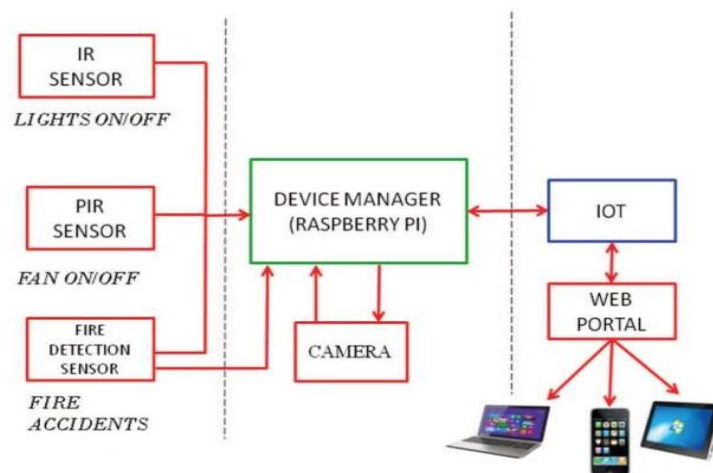 IR
SENSOR
LIGHTS ON/OFF
PIR
SENSOR
FAN ON/OFF
FIRE
DETECTION
SENSOR
FIRE
ACCIDENTS
DEVICE MANAGER
(RASPBERRY PI)
CAMERA
IOT
WEB
PORTAL